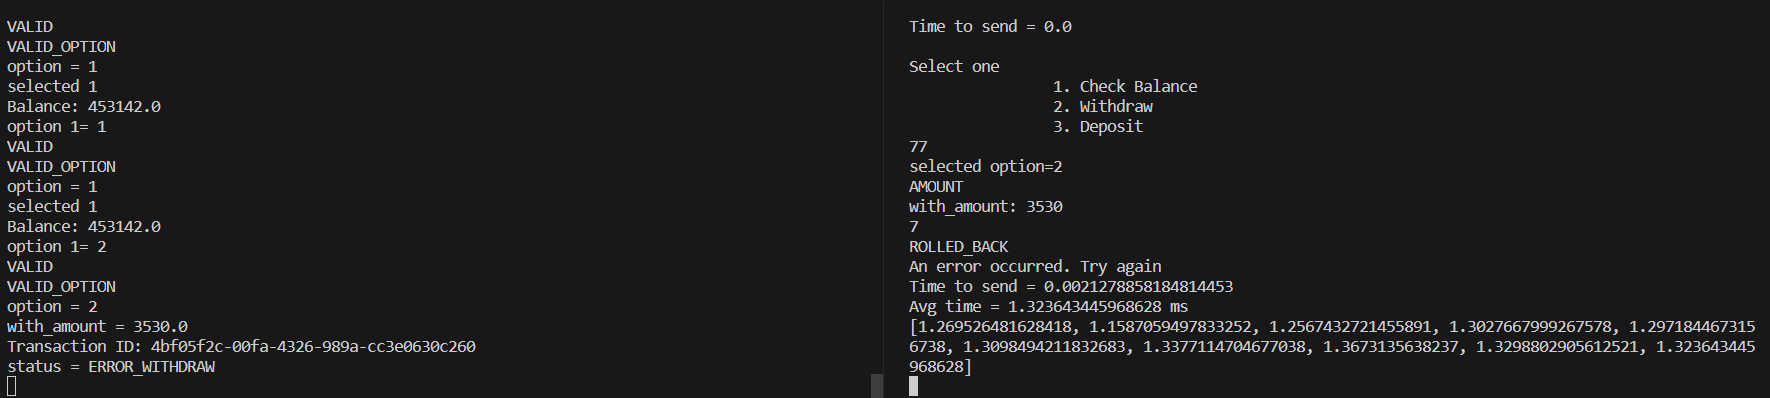 VALID
VALID_OPTION
option = 1
selected 1
Balance: 453142.0
option 1= 1
VALID
VALID_OPTION
option = 1
selected 1
Balance: 453142.0
option 1= 2
VALID
VALID_OPTION
option = 2
with_amount = 3530.0
Transaction ID: 4bf05f2c-00fa-4326-989a-cc3e0630c260
status = ERROR_WITHDRAW
Time to send = 0.0
Select one
1. Check Balance
2. Withdraw
3. Deposit
77
selected option=2
AMOUNT
with_amount: 3530
7
ROLLED_BACK
An error occurred. Try again
Time to send = 0.0021278858184814453
Avg time = 1.323643445968628 ms
[1.269526481628418, 1.1587059497833252, 1.2567432721455891, 1.3027667999267578, 1.297184467315
6738, 1.3098494211832683, 1.3377114704677038, 1.3673135638237, 1.3298802905612521, 1.323643445
968628]